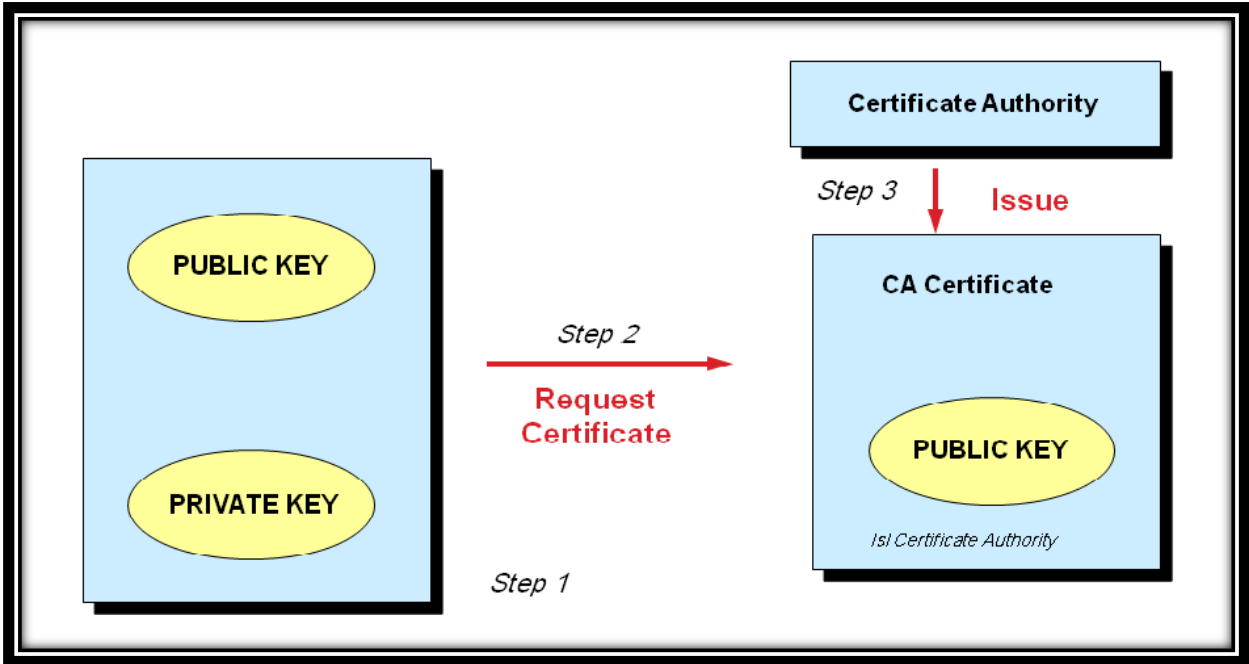 Certificate Authority
Step 3
Issue
PUBLIC KEY
CA Certificate
Step 2
Request
Certificate
PUBLIC KEY
PRIVATE KEY
IsI Certificate Authority
Step 1